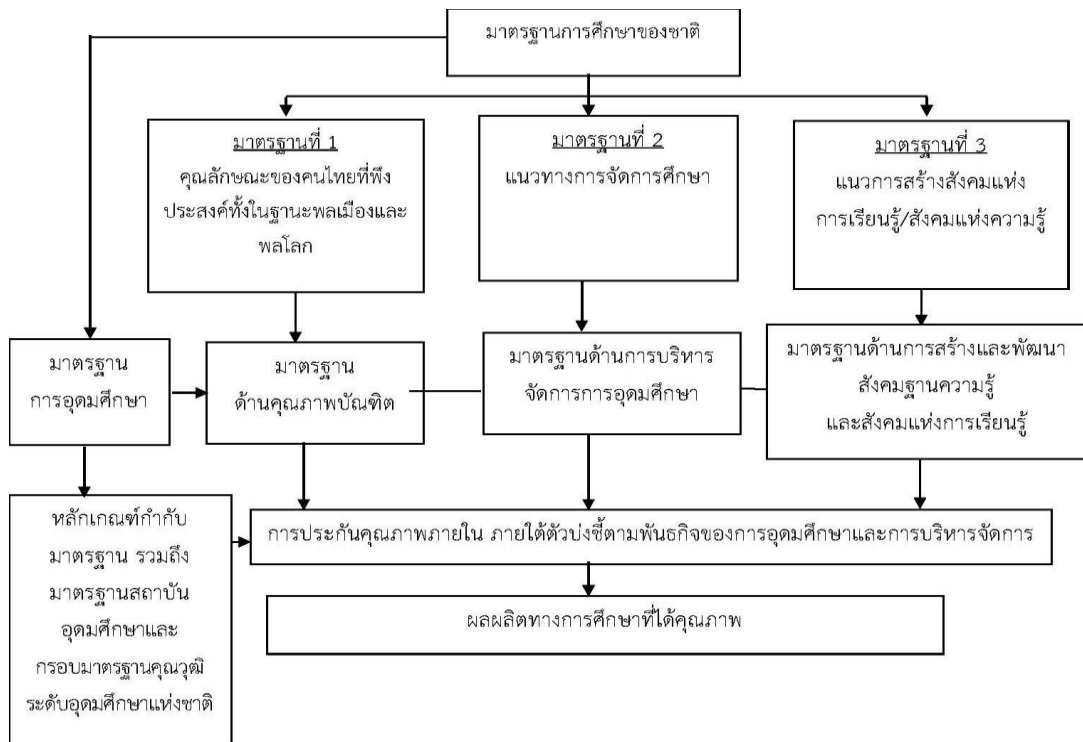 มาตรฐานการศึกษาของชาติ
มาตรฐานที่ 1
คุณลักษณะของคนไทยที่พึง
ประสงค์ทั้งในฐานะพลเมืองและ
พลโลก
มาตรฐานที่ 2
แนวทางการจัดการศึกษา
มาตรฐานที่ 3
แนวการสร้างสังคมแห่ง
การเรียนรู้/สังคมแห่งความรู้
มาตรฐาน
การอุดมศึกษา
มาตรฐาน
ด้านคุณภาพบัณฑิต
มาตรฐานด้านการบริหาร
จัดการการอุดมศึกษา
มาตรฐานด้านการสร้างและพัฒนา
สังคมฐานความรู้
และสังคมแห่งการเรียนรู้
หลักเกณฑ์กำกับ
มาตรฐาน รวมถึง
มาตรฐานสถาบัน
อุดมศึกษาและ
กรอบมาตรฐานคุณวุฒิ
ระดับอุดมศึกษาแห่งชาติ
การประกันคุณภาพภายใน ภายใต้ตัวบ่งชี้ตามพันธกิจของการอุดมศึกษาและการบริหารจัดการ
ผลผลิตทางการศึกษาที่ได้คุณภาพ